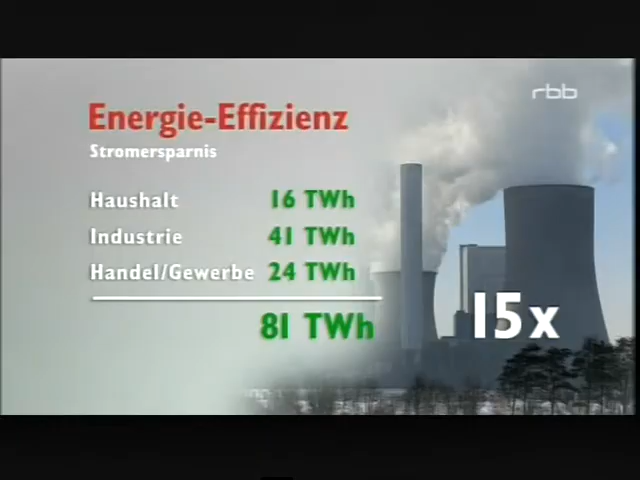 rbb
Energie-Effizienz
Stromersparnis
Haushalt 16 TWh
Industrie 41 TWh
Handel/Gewerbe 24 TWh
81 TWh
15x